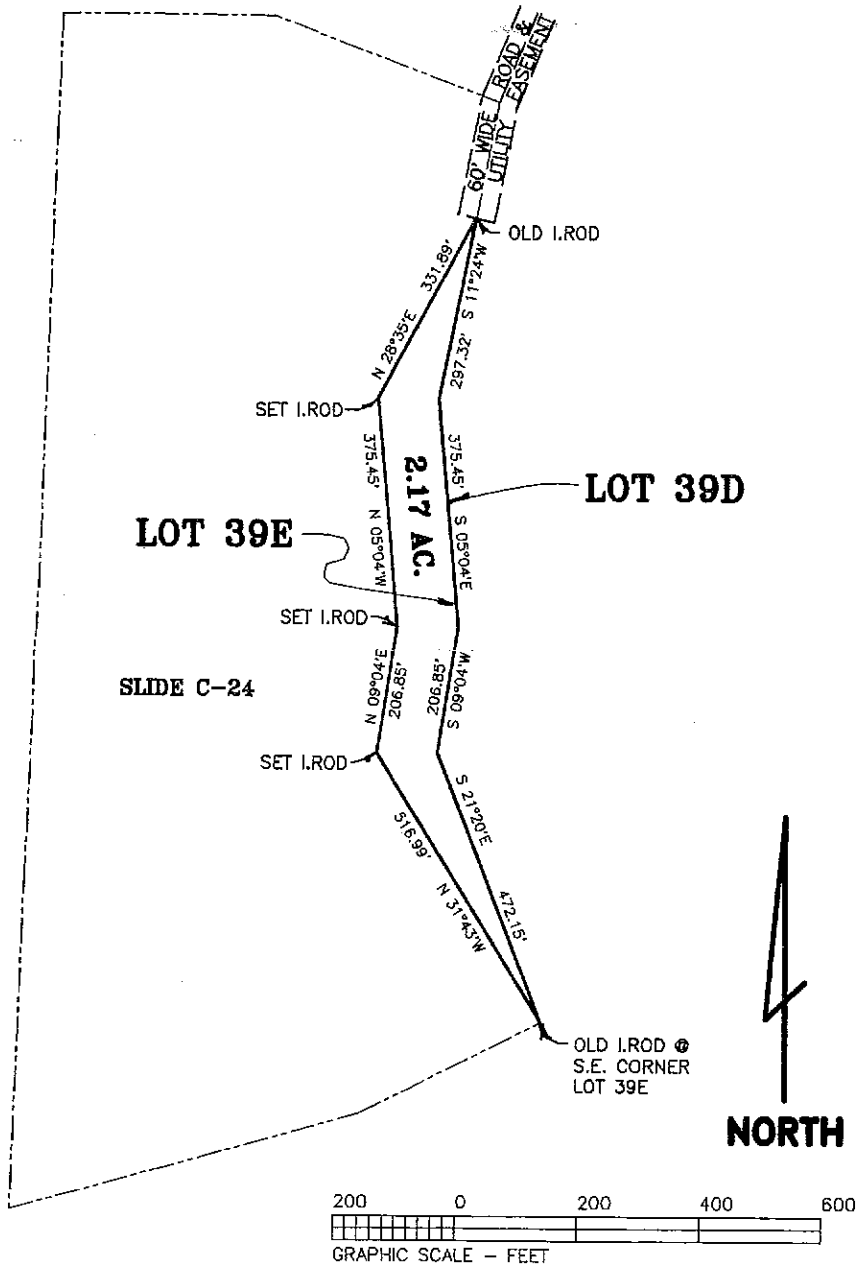 60' WIDE ROAD &
UTILITY EASEMENT
OLD I.ROD
N 28°35'E 331.89'
297.32' S 11°24'W
SET I.ROD
375.45' N 05°04'W
2.17 AC.
375.45' S 05°04'E
LOT 39D
LOT 39E
SET I.ROD
SLIDE C-24
N 09°04'E
206.85'
206.85'
S 09°04'W
SET I.ROD
516.99' N 31°43'W
S 21°20'E 472.15'
OLD I.ROD @
S.E. CORNER
LOT 39E
NORTH
200 0 200 400 600
GRAPHIC SCALE - FEET